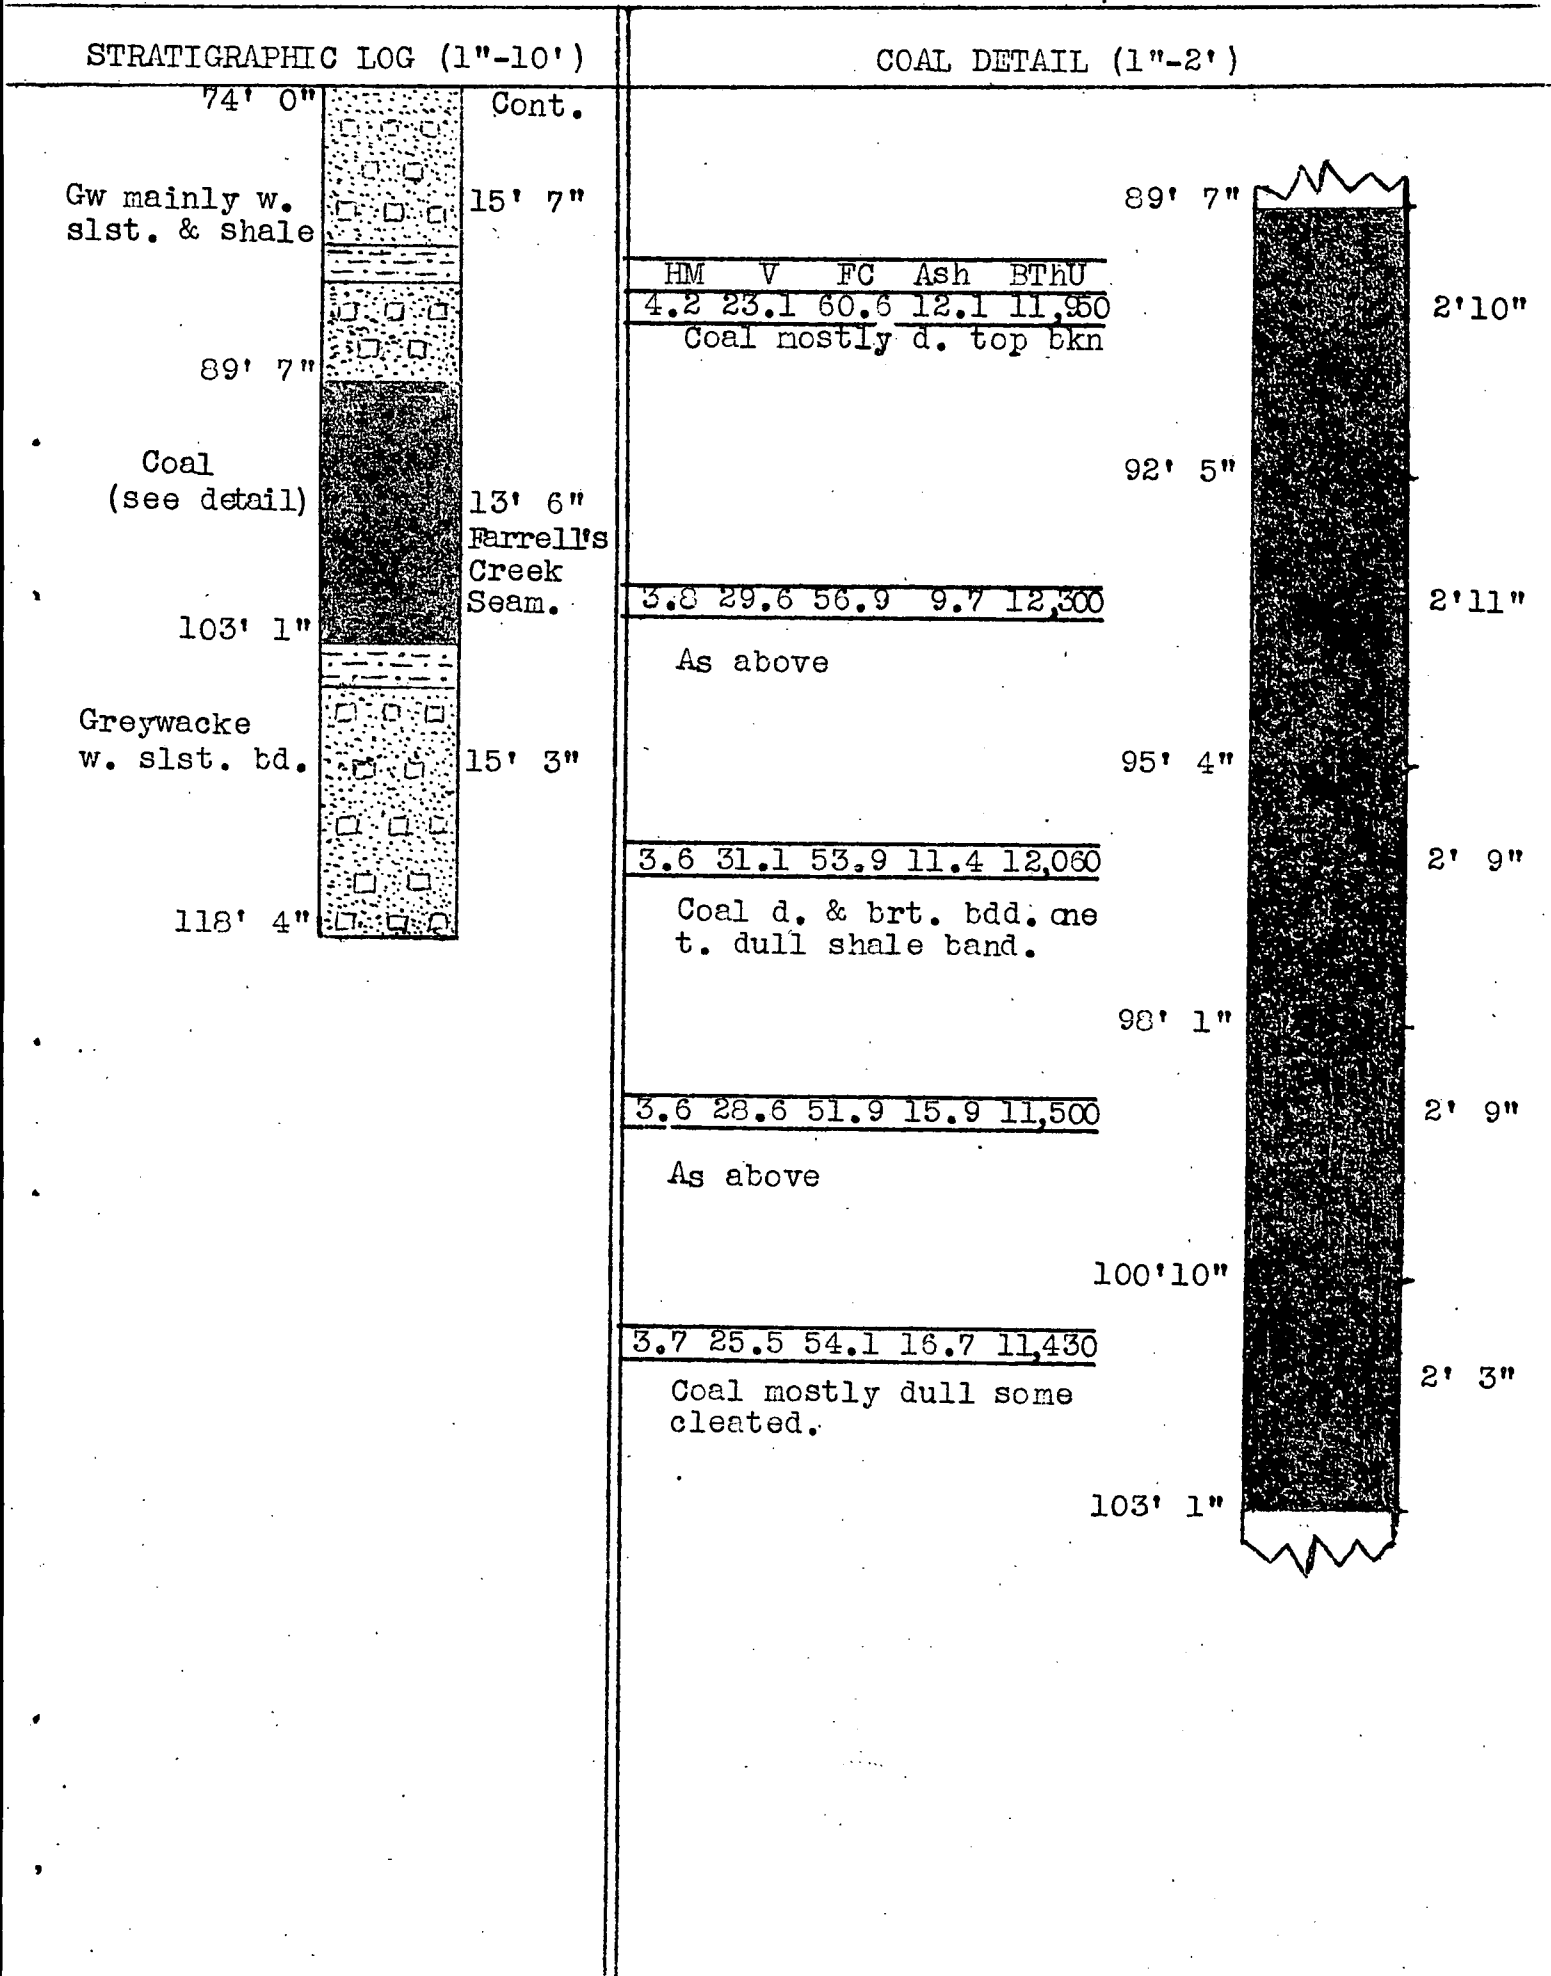 STRATIGRAPHIC LOG (1"-10')
74' 0"
Cont.
Gw mainly w.
slst. & shale
15' 7"
89' 7"
Coal
(see detail)
13' 6"
Farrell's
Creek
Seam.
103' 1"
Greywacke
w. slst. bd.
15' 3"
118' 4"
COAL DETAIL (1"-2')
89' 7"
HM V FC Ash BThU
4.2 23.1 60.6 12.1 11,950
2'10"
Coal mostly d. top bkn
92' 5"
3.8 29.6 56.9 9.7 12,300
2'11"
As above
95' 4"
3.6 31.1 53.9 11.4 12,060
2' 9"
Coal d. & brt. bdd. one
t. dull shale band.
98' 1"
3.6 28.6 51.9 15.9 11,500
2' 9"
As above
100'10"
3.7 25.5 54.1 16.7 11,430
2' 3"
Coal mostly dull some
cleated.
103' 1"